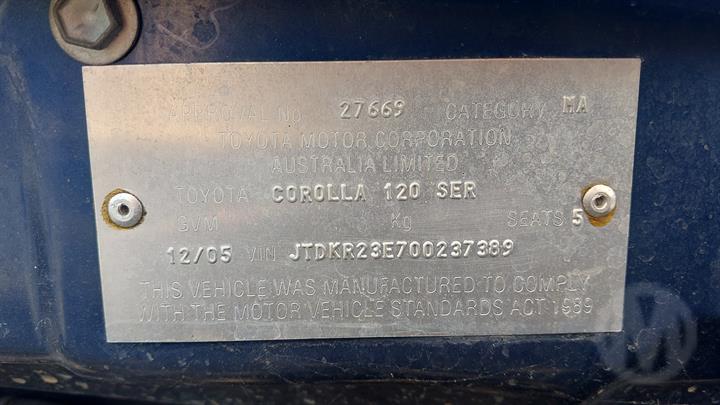 APPROVAL No 27669 CATEGORY MA
TOYOTA MOTOR CORPORATION
AUSTRALIA LIMITED
TOYOTA COROLLA 120 SER
GVM Kg SEATS 5
12/05 VIN JTDKR23E700237389
THIS VEHICLE WAS MANUFACTURED TO COMPLY
WITH THE MOTOR VEHICLE STANDARDS ACT 1989
M